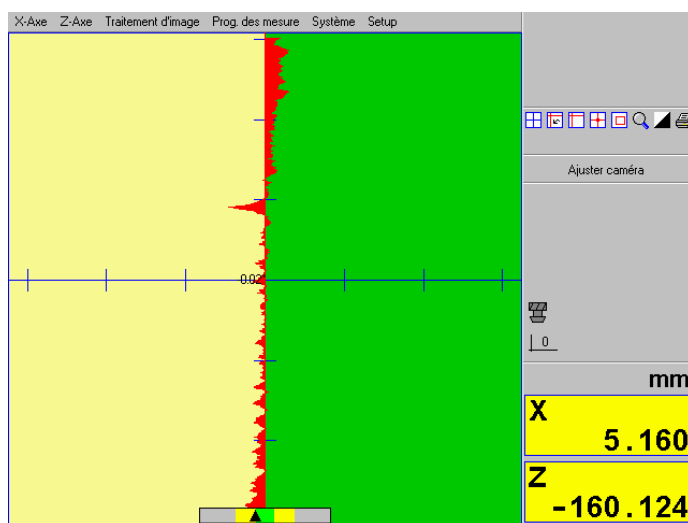 X-Axe Z-Axe Traitement d'image Prog. des mesure Système Setup
Ajuster caméra
0.02
0
mm
X
5.160
Z
-160.124